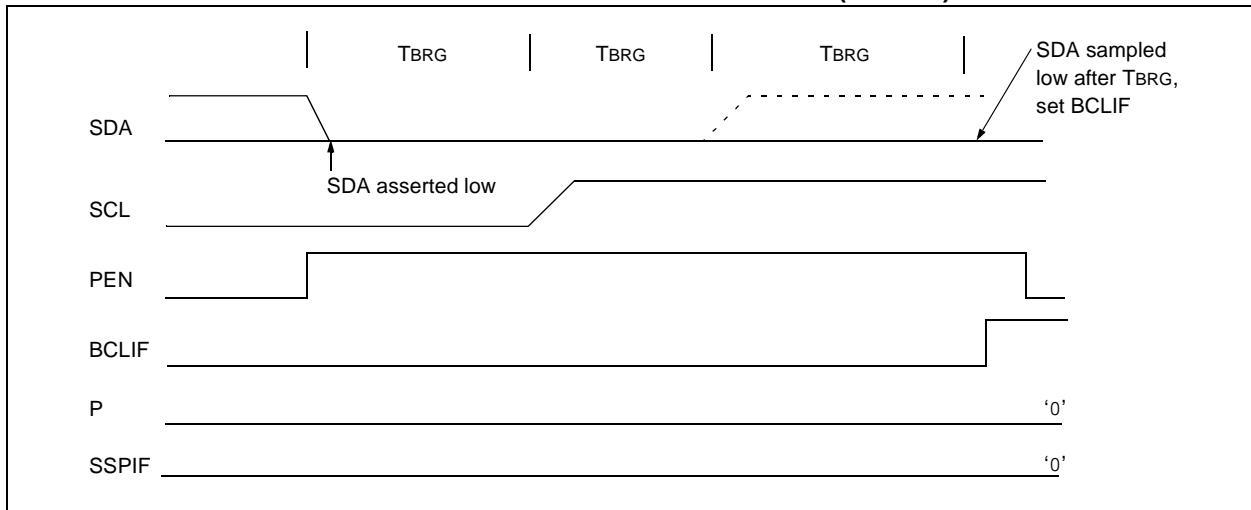 TBRG TBRG TBRG
SDA sampled
low after TBRG,
set BCLIF
SDA
SDA asserted low
SCL
PEN
BCLIF
P
‘0’
SSPIF
‘0’